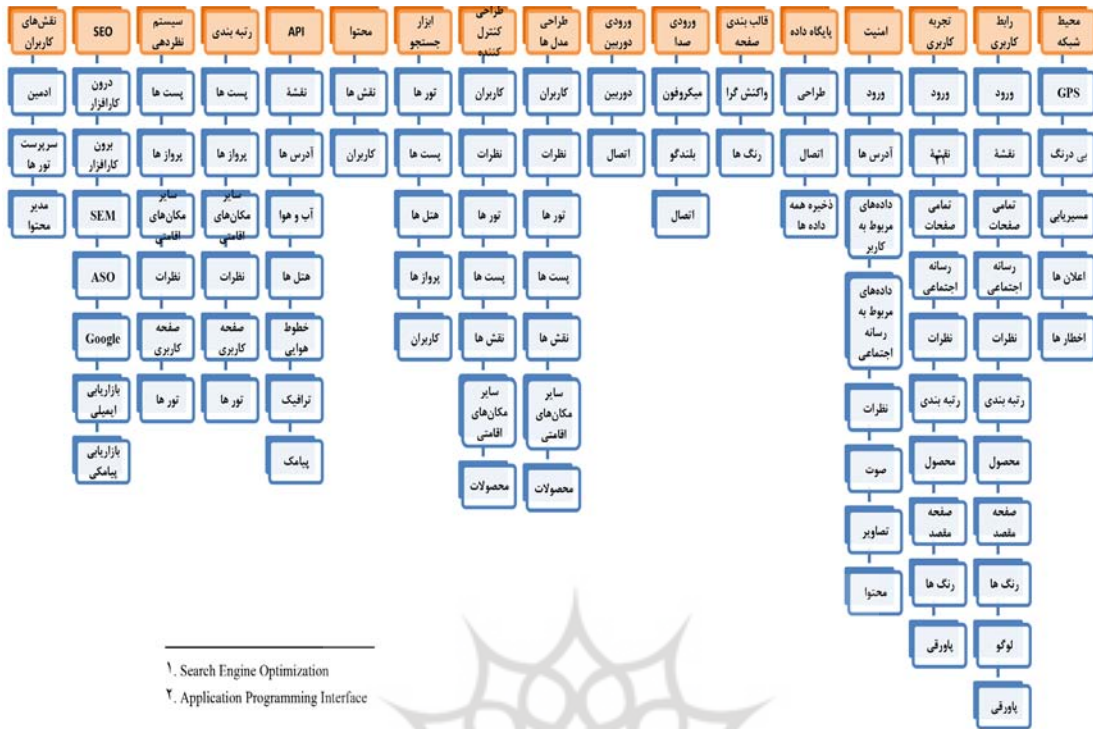 محیط
شبکه
GPS
بی درنگ
مسیریابی
اعلان ها
اخطار ها
رابط
کاربری
ورود
نقشۀ
تمامی
صفحات
رسانه
اجتماعی
نظرات
رتبه بندی
محصول
صفحه
مقصد
رنگ ها
لوگو
پاورقی
تجربه
کاربری
ورود
نقشۀ
تمامی
صفحات
رسانه
اجتماعی
نظرات
رتبه بندی
محصول
صفحه
مقصد
رنگ ها
پاورقی
امنیت
ورود
آدرس ها
داده‌های
مربوط به
کاربر
داده‌های
مربوط به
رسانه
اجتماعی
نظرات
صوت
تصاویر
محتوا
پایگاه داده
طراحی
اتصال
ذخیره همه
داده ها
قالب بندی
صفحه
واکنش گرا
رنگ ها
ورودی
صدا
میکروفون
بلندگو
اتصال
ورودی
دوربین
دوربین
اتصال
طراحی
مدل ها
کاربران
نظرات
تور ها
پست ها
نقش ها
سایر
مکان‌های
اقامتی
محصولات
طراحی
کنترل
کننده
کاربران
نظرات
تور ها
پست ها
نقش ها
سایر
مکان‌های
اقامتی
محصولات
ابزار
جستجو
تور ها
پست ها
هتل ها
پرواز ها
کاربران
محتوا
نقش ها
کاربران
API
نقشۀ
آدرس ها
آب و هوا
هتل ها
خطوط
هوایی
ترافیک
پیامک
رتبه بندی
پست ها
پرواز ها
سایر
مکان‌های
اقامتی
نظرات
صفحه
کاربری
تور ها
سیستم
نظردهی
پست ها
پرواز ها
سایر
مکان‌های
اقامتی
نظرات
صفحه
کاربری
تور ها
SEO
درون
کارافزار
برون
کارافزار
SEM
ASO
Google
بازاریابی
ایمیلی
بازاریابی
پیامکی
نقش‌های
کاربران
ادمین
سرپرست
تور ها
مدیر
محتوا
۱. Search Engine Optimization
۲. Application Programming Interface